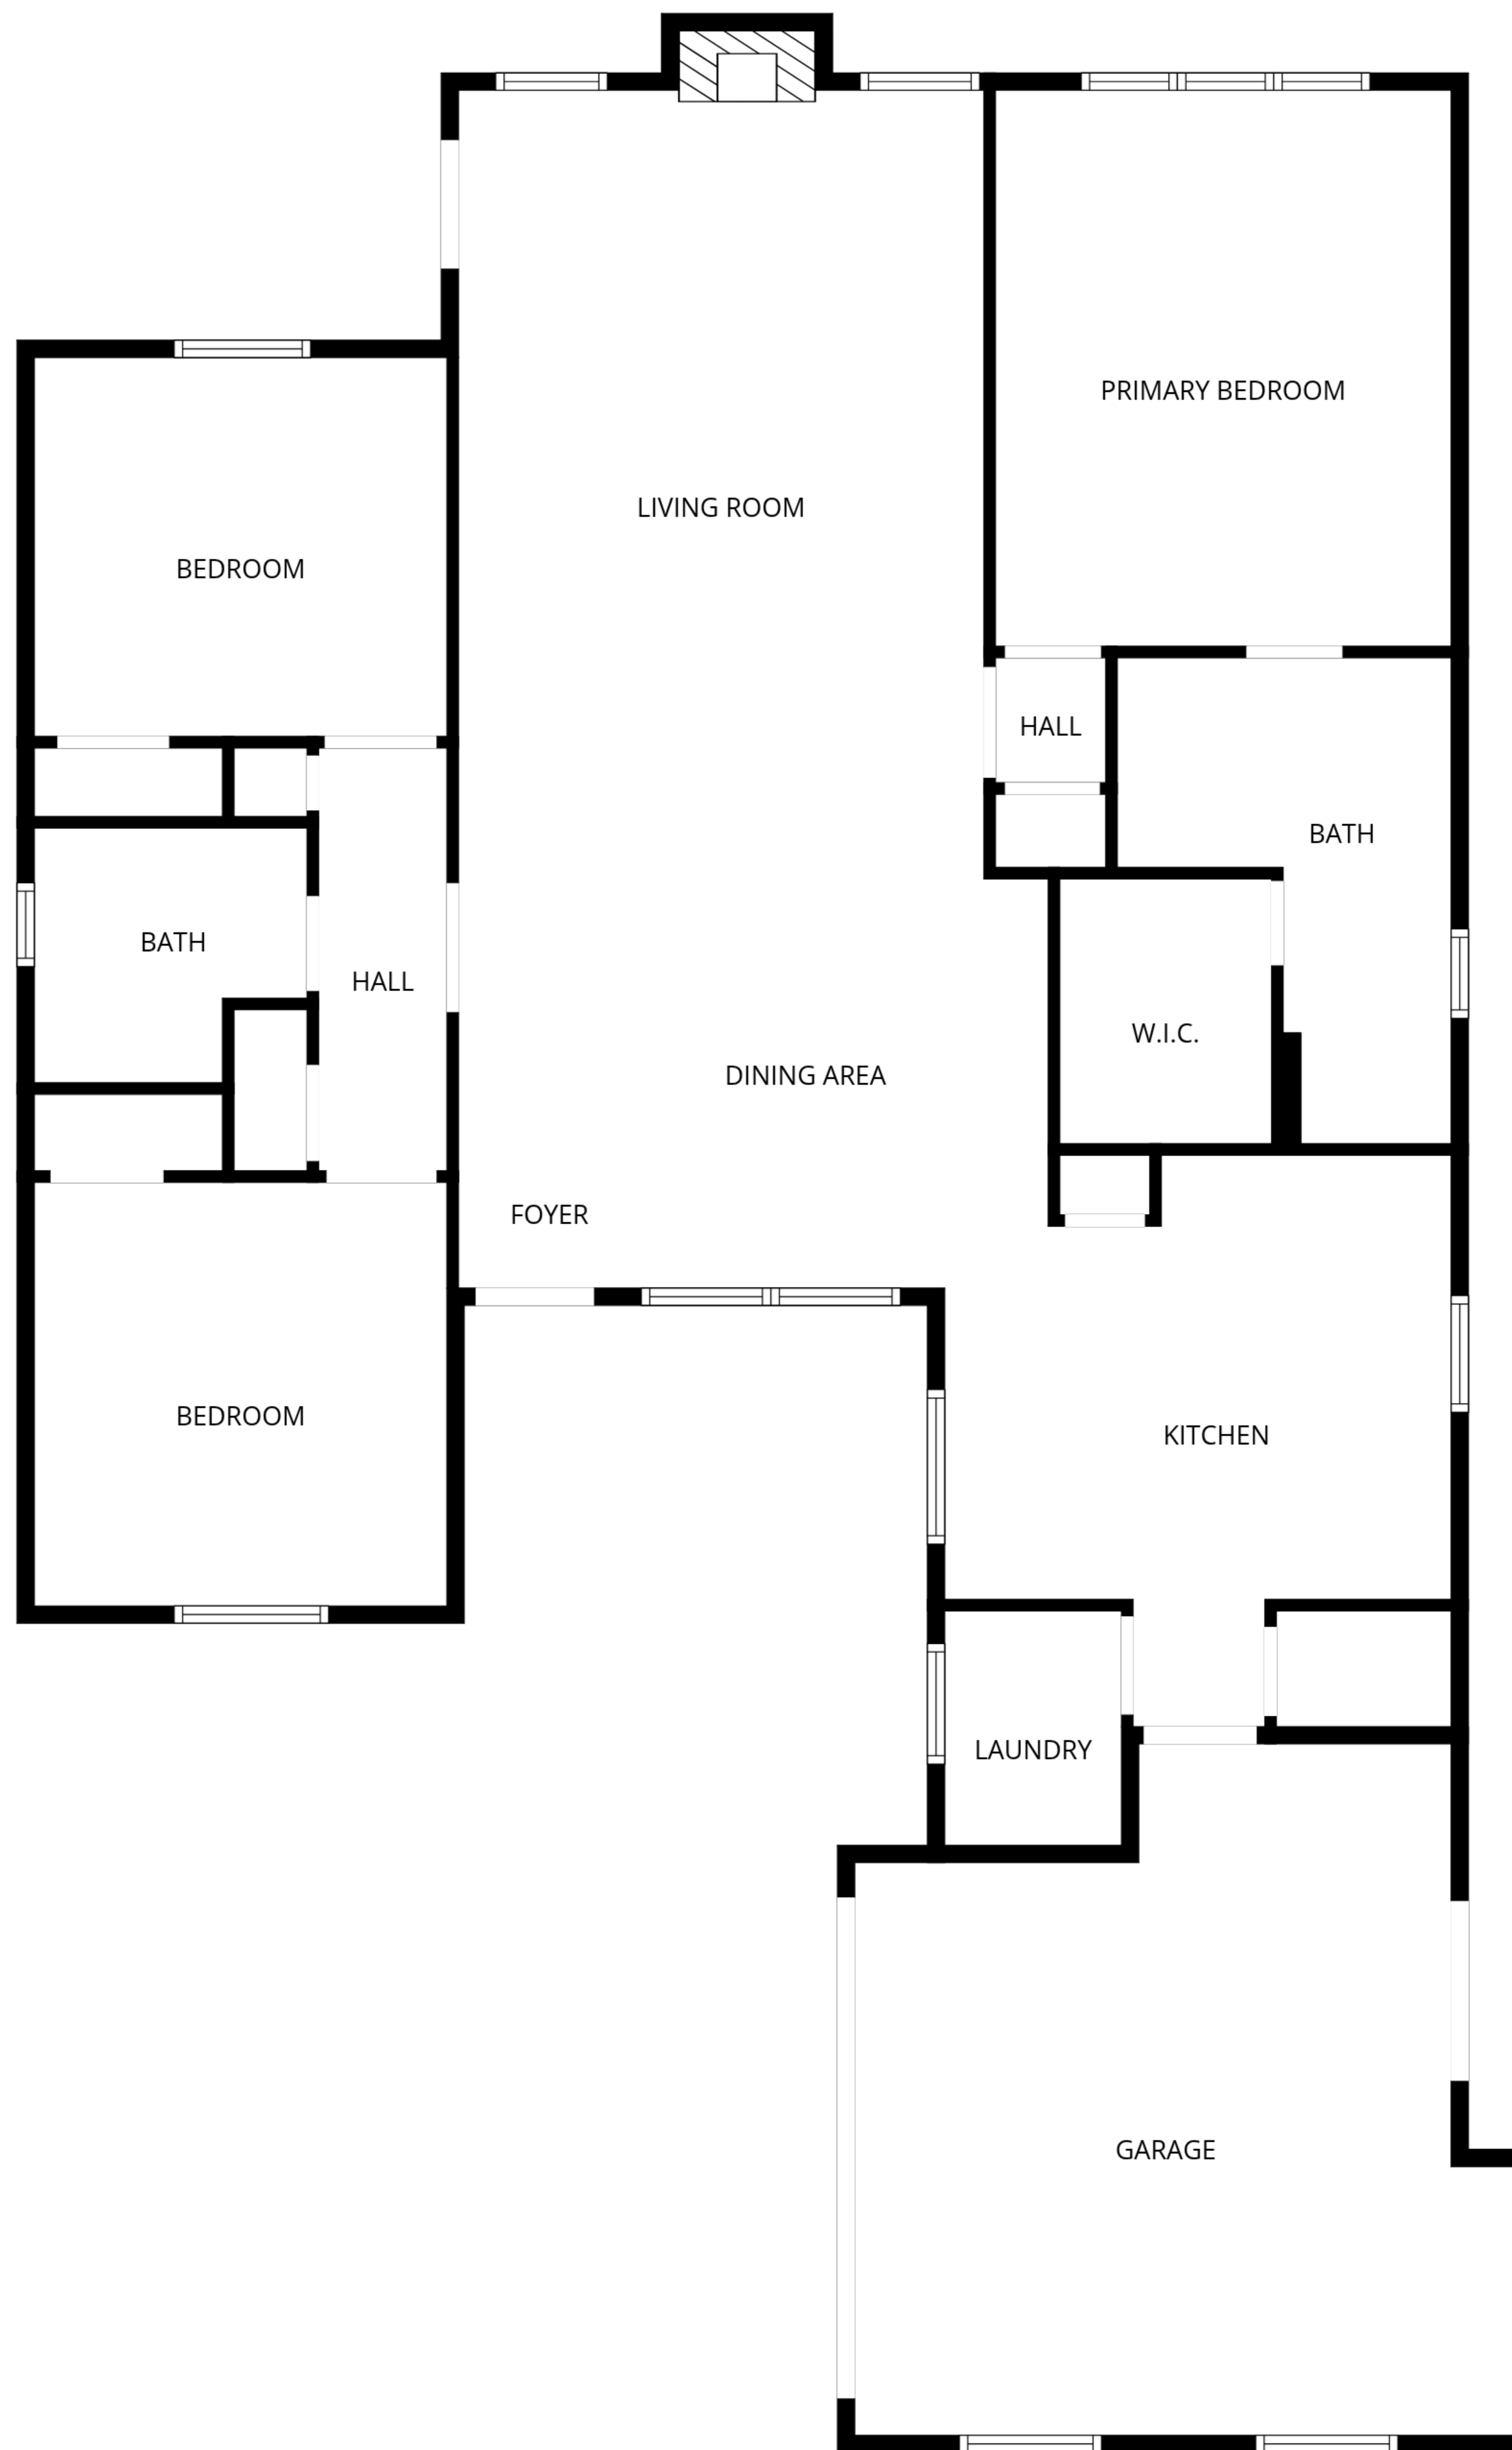 PRIMARY BEDROOM
LIVING ROOM
BEDROOM
HALL
BATH
BATH
HALL
W.I.C.
DINING AREA
FOYER
BEDROOM
KITCHEN
LAUNDRY
GARAGE